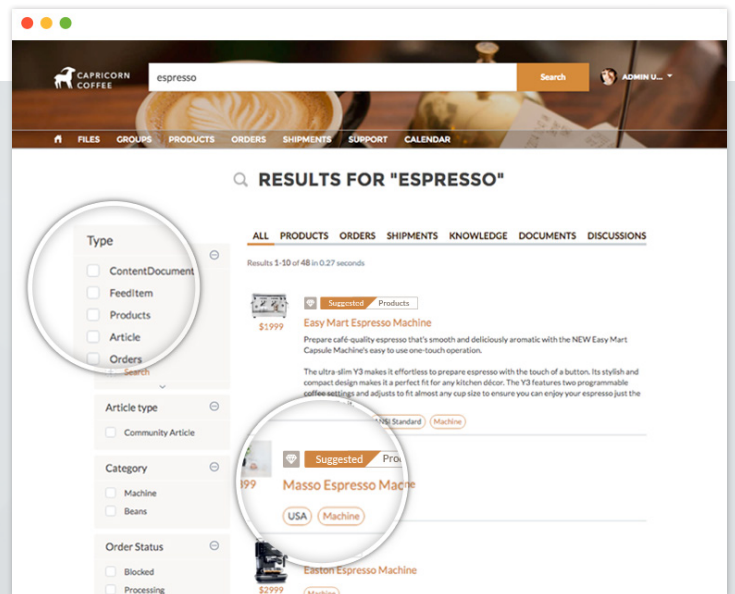 CAPRICORN
COFFEE
espresso
Search
ADMIN U...
FILES GROUPS PRODUCTS ORDERS SHIPMENTS SUPPORT CALENDAR
RESULTS FOR "ESPRESSO"
ALL PRODUCTS ORDERS SHIPMENTS KNOWLEDGE DOCUMENTS DISCUSSIONS
Results 1-10 of 48 in 0.27 seconds
Type
ContentDocument
FeedItem
Products
Article
Orders
Search
Article type
Community Article
Category
Machine
Beans
Order Status
Blocked
Processing
$1999
Suggested Products
Easy Mart Espresso Machine
Prepare café-quality espresso that's smooth and deliciously aromatic with the NEW Easy Mart
Capsule Machine's easy to use one-touch operation.
The ultra-slim Y3 makes it effortless to prepare espresso with the touch of a button. Its stylish and
compact design makes it a perfect fit for any kitchen décor. The Y3 features two programmable
coffee settings and adjusts to fit almost any cup size to ensure you can enjoy your espresso just the
NSI Standard Machine
Suggested Pro
99
Masso Espresso Machine
USA Machine
Easton Espresso Machine
$2999
Machine